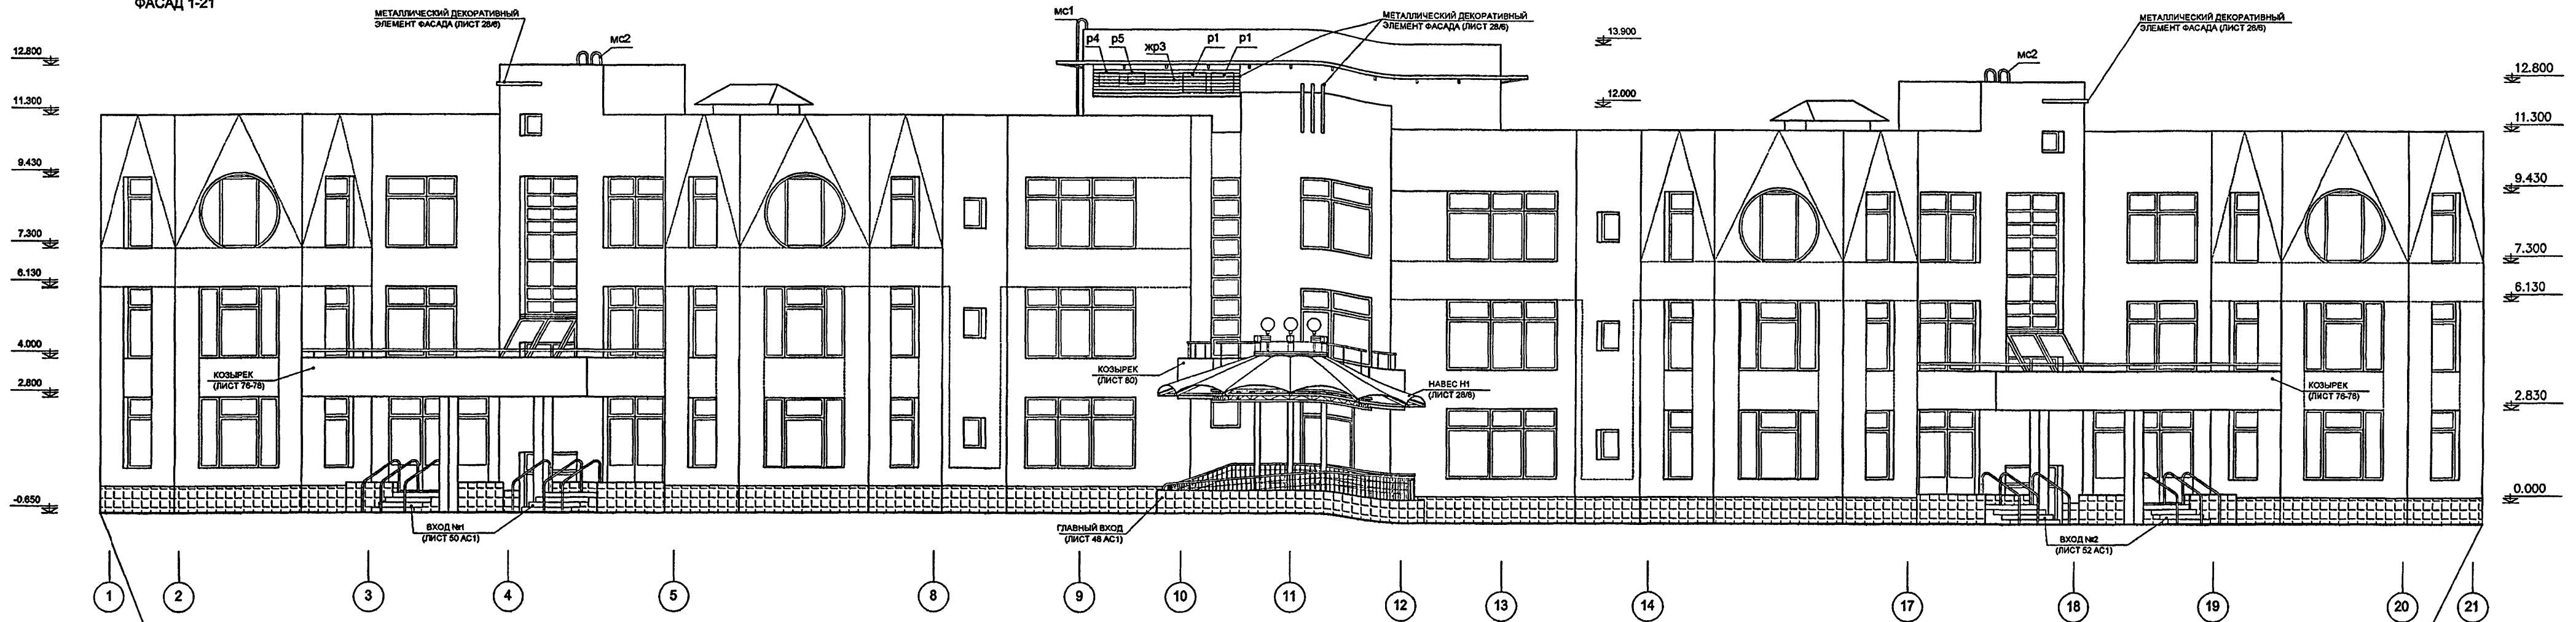 ФАСАД 1-21
МЕТАЛЛИЧЕСКИЙ ДЕКОРАТИВНЫЙ
ЭЛЕМЕНТ ФАСАДА (ЛИСТ 28/6)
мс2
мс1
р4
р5
жр3
р1
р1
МЕТАЛЛИЧЕСКИЙ ДЕКОРАТИВНЫЙ
ЭЛЕМЕНТ ФАСАДА (ЛИСТ 28/6)
13.900
12.000
МЕТАЛЛИЧЕСКИЙ ДЕКОРАТИВНЫЙ
ЭЛЕМЕНТ ФАСАДА (ЛИСТ 28/6)
мс2
12.800
11.300
9.430
7.300
6.130
4.000
2.800
-0.650
12.800
11.300
9.430
7.300
6.130
2.830
0.000
КОЗЫРЕК
(ЛИСТ 76-78)
КОЗЫРЕК
(ЛИСТ 80)
НАВЕС Н1
(ЛИСТ 28/8)
КОЗЫРЕК
(ЛИСТ 76-78)
ВХОД №1
(ЛИСТ 50 АС1)
ГЛАВНЫЙ ВХОД
(ЛИСТ 48 АС1)
ВХОД №2
(ЛИСТ 52 АС1)
1
2
3
4
5
8
9
10
11
12
13
14
17
18
19
20
21